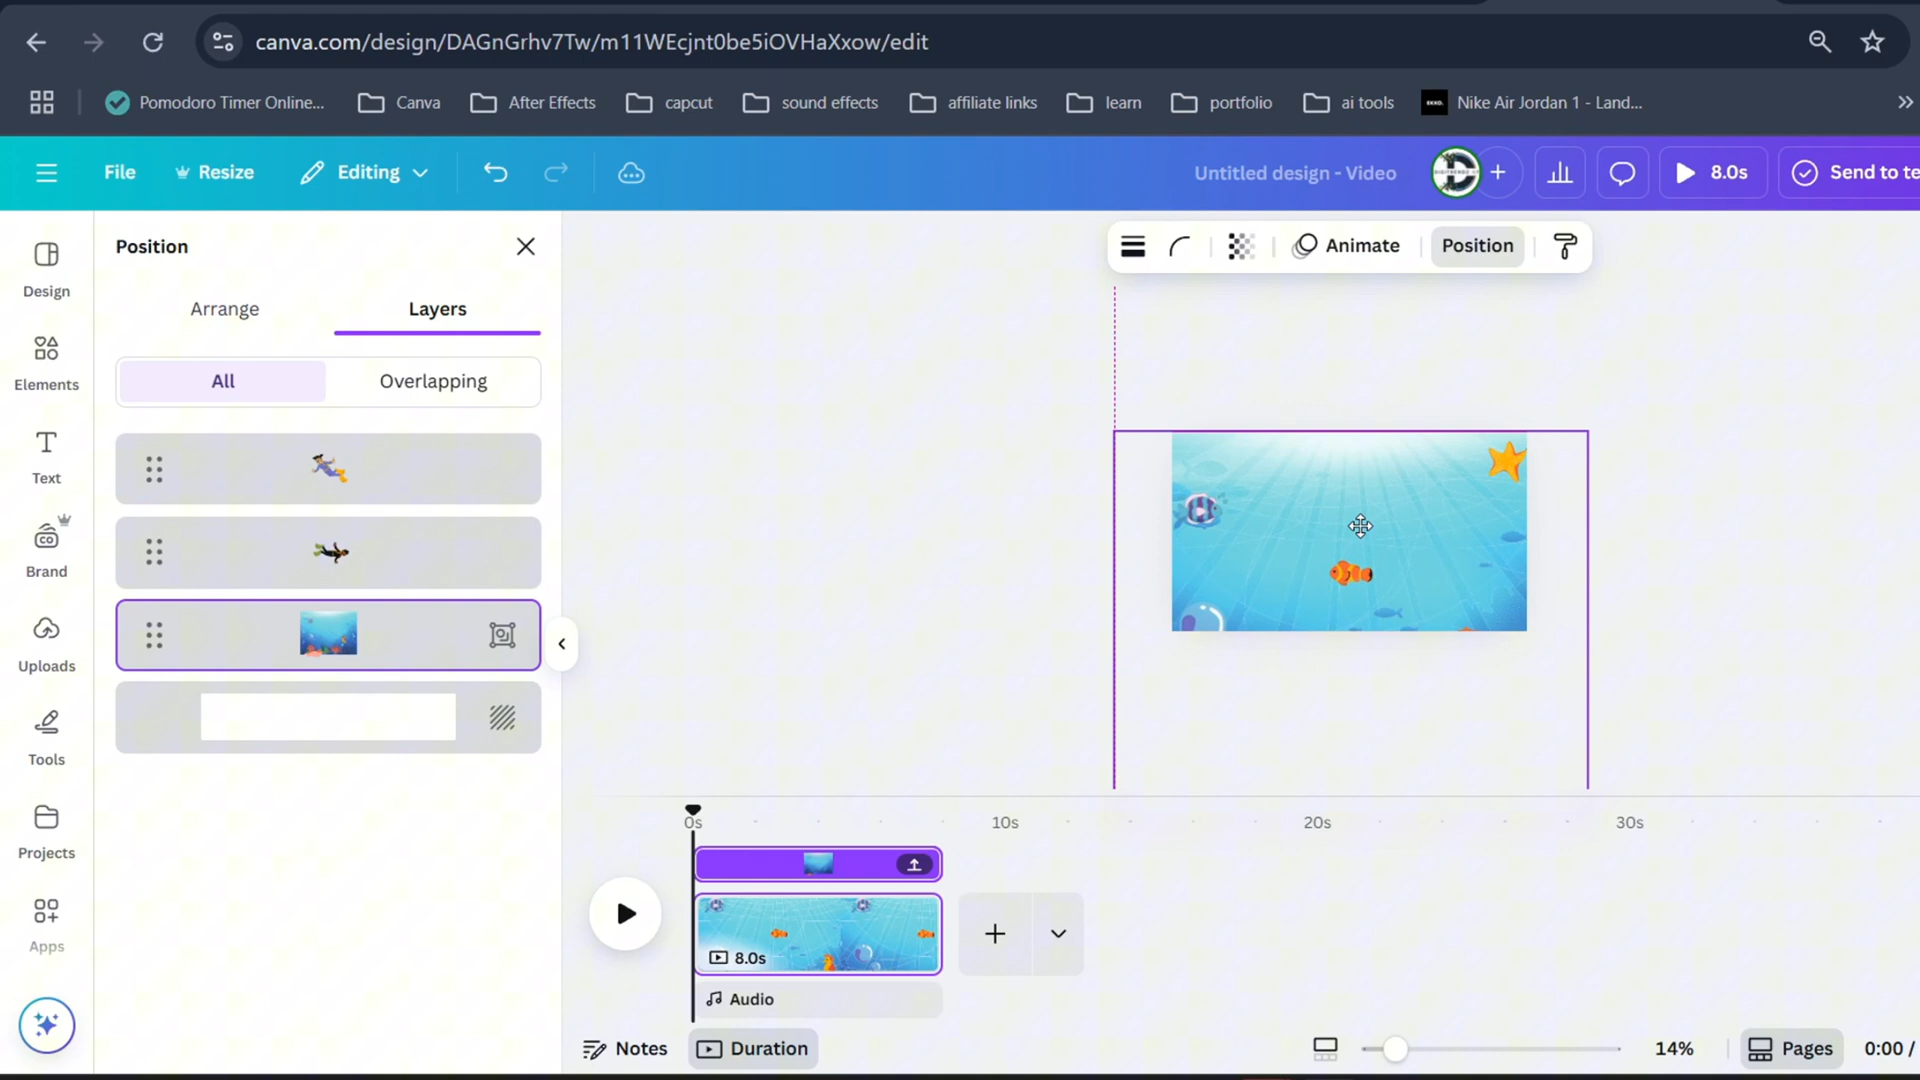 canva.com/design/DAGnGrhv7Tw/m11WEcjnt0be5iOVHaXxow/edit
Pomodoro Timer Online...
Canva
After Effects
capcut
sound effects
affiliate links
learn
portfolio
ai tools
Nike Air Jordan 1 - Land...
File
Resize
Editing
Untitled design - Video
8.0s
Send to te
Design
Elements
Text
Brand
Uploads
Tools
Projects
Apps
Position
Arrange
Layers
All
Overlapping
Animate
Position
0s
10s
20s
30s
8.0s
Audio
Notes
Duration
14%
Pages
0:00 /